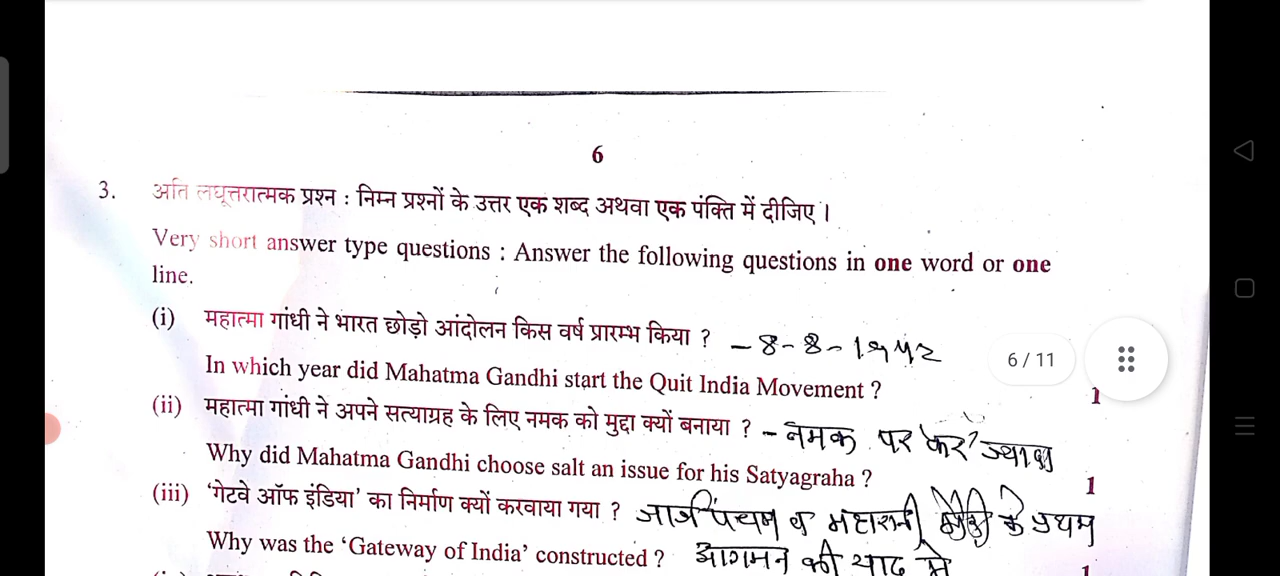 6
3. अति लघूत्तरात्मक प्रश्न : निम्न प्रश्नों के उत्तर एक शब्द अथवा एक पंक्ति में दीजिए ।
Very short answer type questions : Answer the following questions in one word or one
line.
(i) महात्मा गांधी ने भारत छोड़ो आंदोलन किस वर्ष प्रारम्भ किया ? – 8-8-1942
6 / 11
In which year did Mahatma Gandhi start the Quit India Movement ? 1
(ii) महात्मा गांधी ने अपने सत्याग्रह के लिए नमक को मुद्दा क्यों बनाया ? – नमक पर कर ज्यादा
Why did Mahatma Gandhi choose salt an issue for his Satyagraha ? 1
(iii) ‘गेटवे ऑफ इंडिया’ का निर्माण क्यों करवाया गया ? जार्ज पंचम व महारानी के प्रथम
Why was the ‘Gateway of India’ constructed ? आगमन की याद में
1